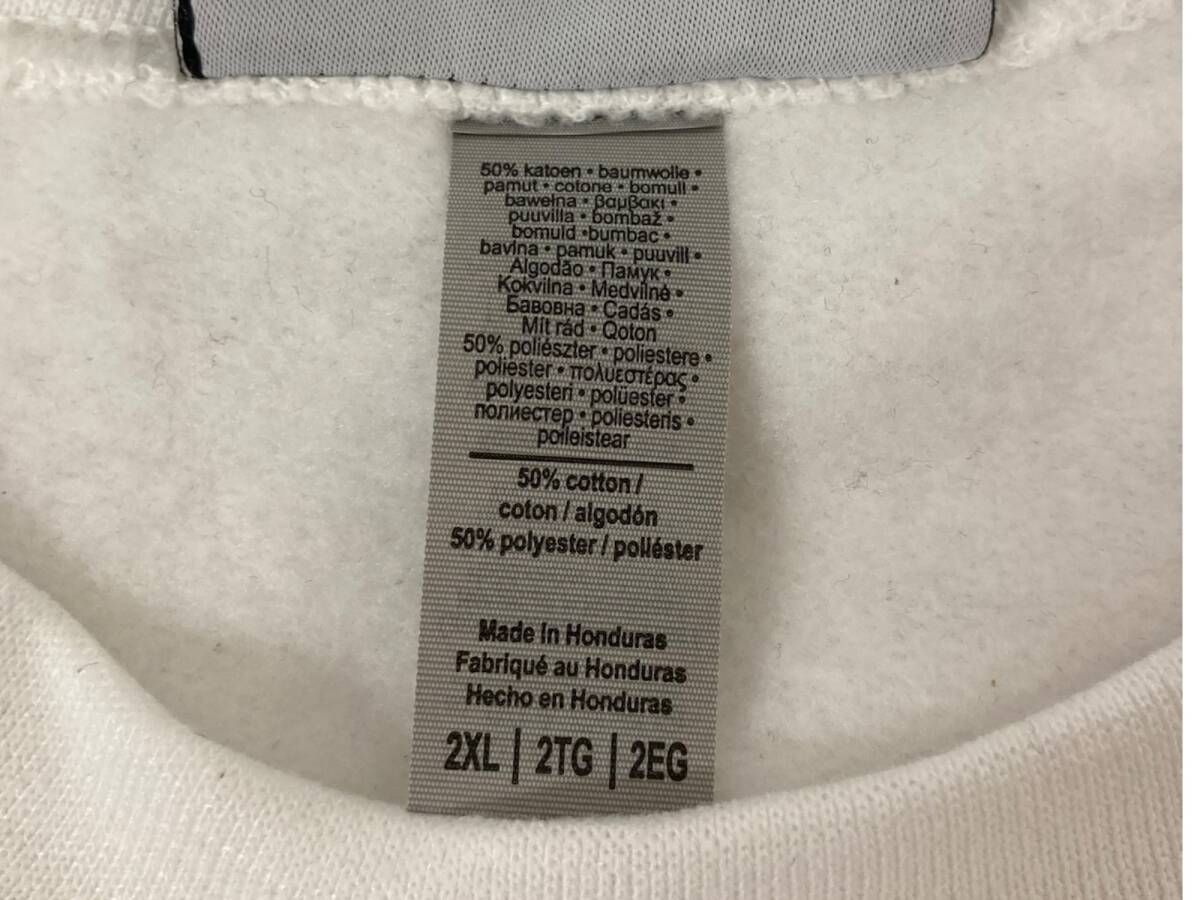 50% katoen • baumwolle •
pamut • cotone • bomull •
bawełna • βαμβακι •
puuvilla • bombaž •
bomuld •bumbac •
bavlna • pamuk • puuvill •
Algodão • Памук •
Kokvilna • Medvilnė •
Бавовна • Cadás •
Mit rád • Qoton
50% poliészter • poliestere •
poliester • πολυεστέρας •
polyesteri • polüester •
полиестер • poliesteris •
poileistear
50% cotton /
coton / algodón
50% polyester / poliéster
Made in Honduras
Fabriqué au Honduras
Hecho en Honduras
2XL | 2TG | 2EG